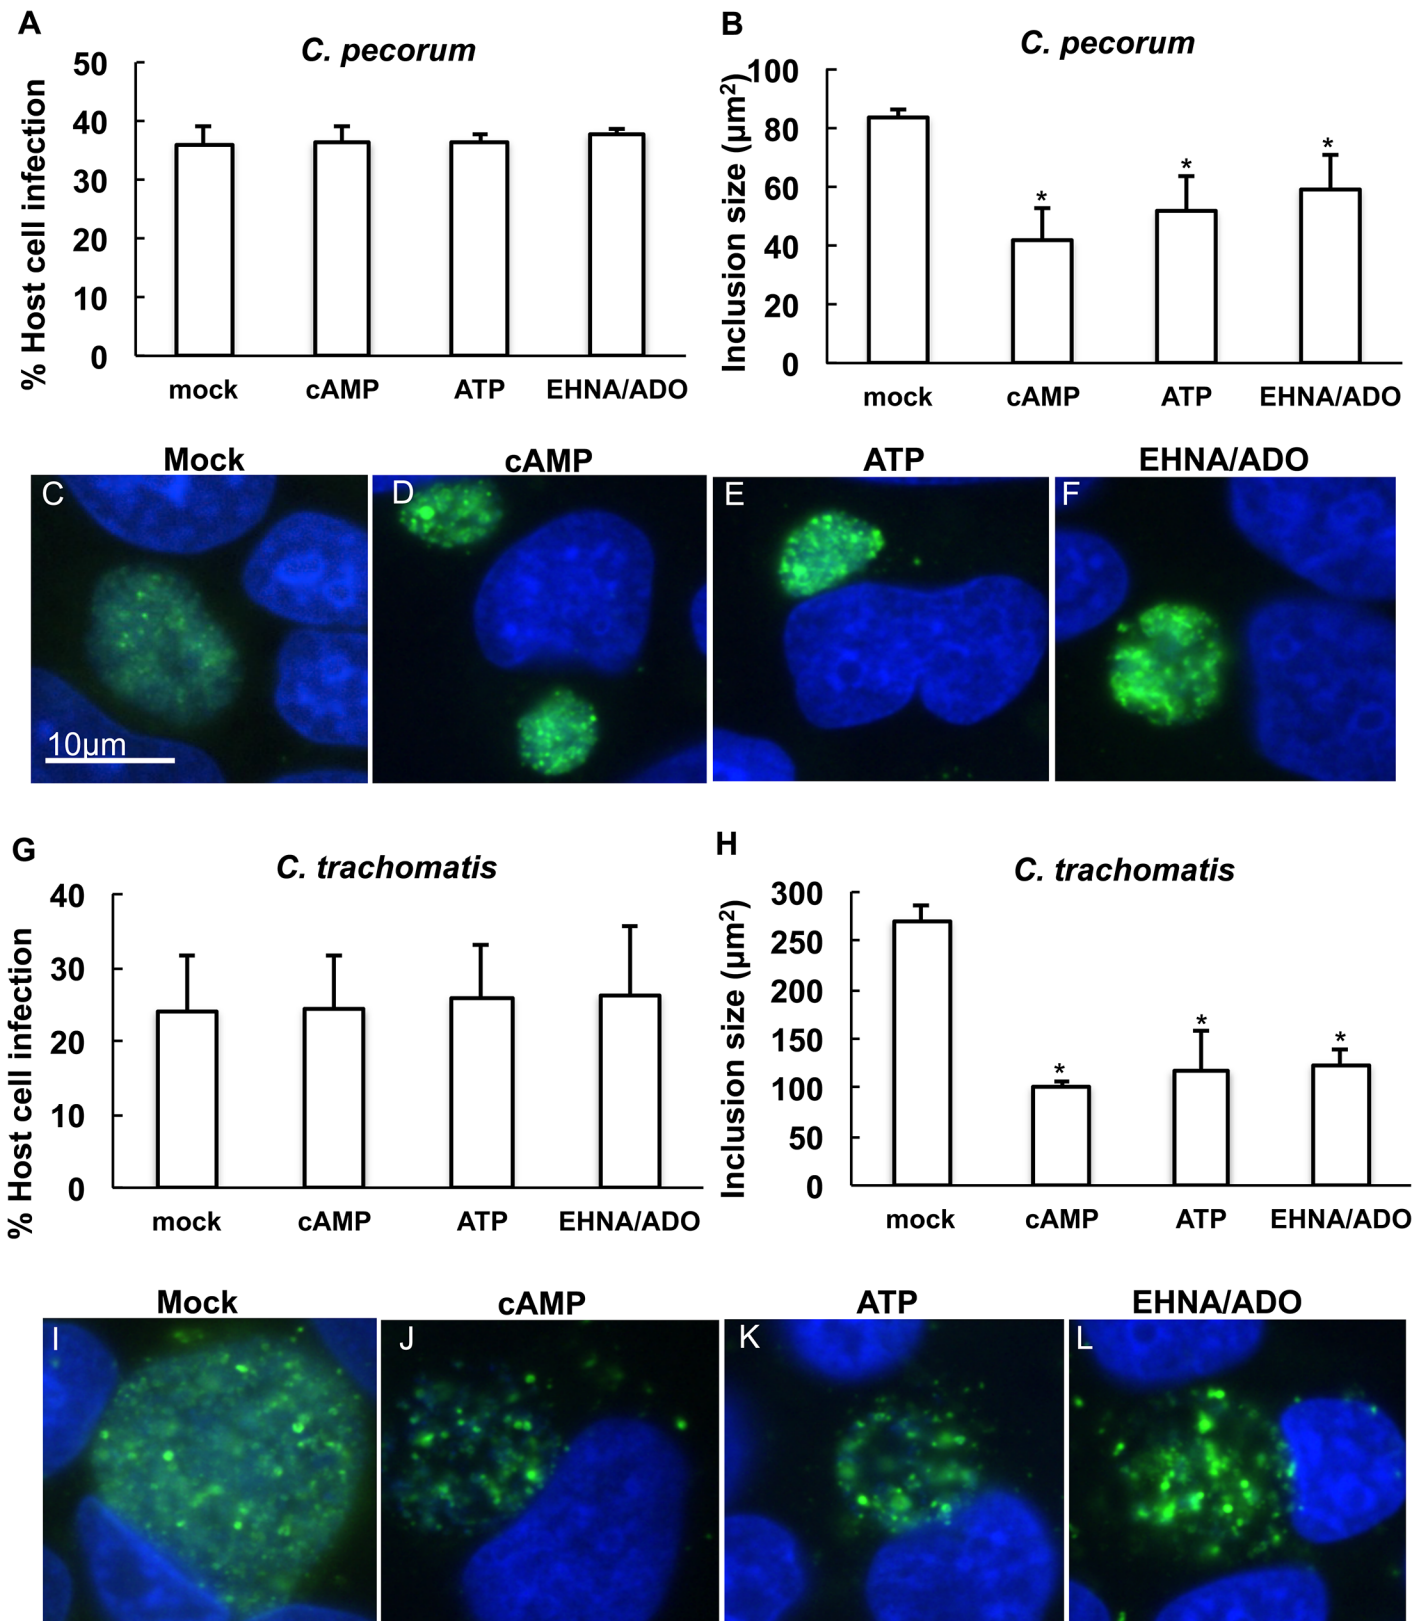 A
C. pecorum
% Host cell infection
50
40
30
20
10
0
mock cAMP ATP EHNA/ADO
B
C. pecorum
Inclusion size (µm²)
100
80
60
40
20
0
* * *
mock cAMP ATP EHNA/ADO
Mock cAMP ATP EHNA/ADO
C D E F
10µm
G
C. trachomatis
% Host cell infection
40
30
20
10
0
mock cAMP ATP EHNA/ADO
H
C. trachomatis
Inclusion size (µm²)
300
250
200
150
100
50
0
* * *
mock cAMP ATP EHNA/ADO
Mock cAMP ATP EHNA/ADO
I J K L